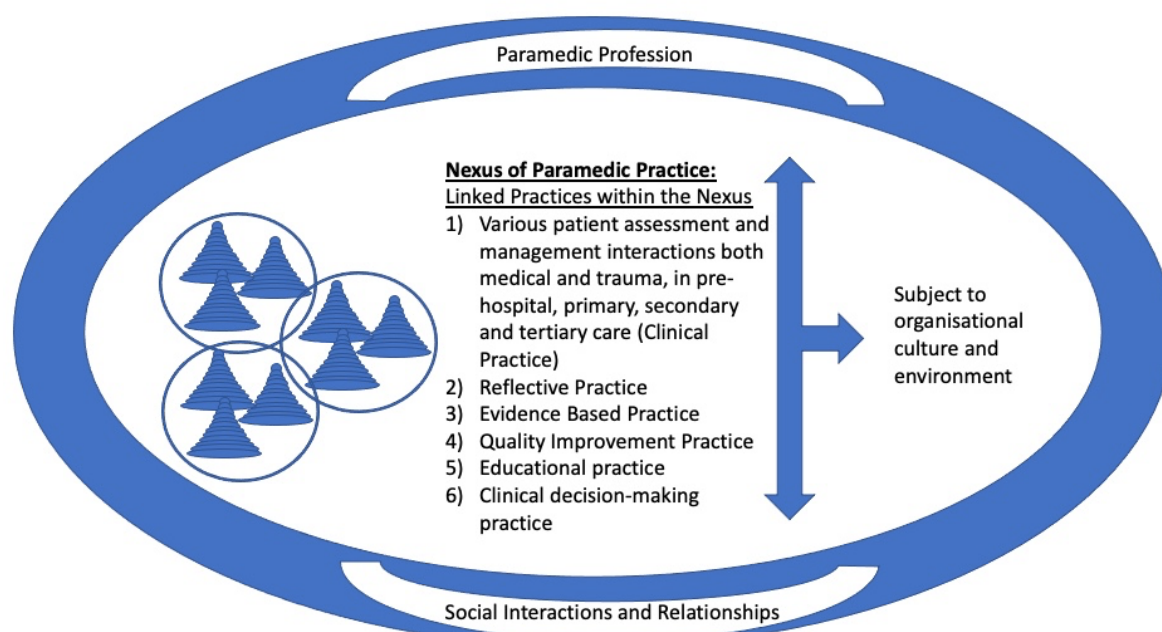 Paramedic Profession
Nexus of Paramedic Practice:
Linked Practices within the Nexus
1) Various patient assessment and
management interactions both
medical and trauma, in pre-
hospital, primary, secondary
and tertiary care (Clinical
Practice)
2) Reflective Practice
3) Evidence Based Practice
4) Quality Improvement Practice
5) Educational practice
6) Clinical decision-making
practice
Subject to
organisational
culture and
environment
Social Interactions and Relationships